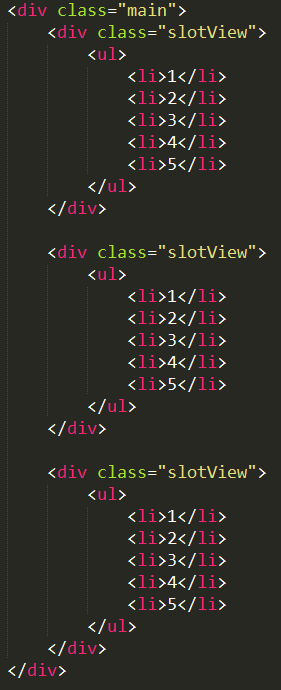 <div class="main">
    <div class="slotView">
        <ul>
            <li>1</li>
            <li>2</li>
            <li>3</li>
            <li>4</li>
            <li>5</li>
        </ul>
    </div>

    <div class="slotView">
        <ul>
            <li>1</li>
            <li>2</li>
            <li>3</li>
            <li>4</li>
            <li>5</li>
        </ul>
    </div>

    <div class="slotView">
        <ul>
            <li>1</li>
            <li>2</li>
            <li>3</li>
            <li>4</li>
            <li>5</li>
        </ul>
    </div>
</div>